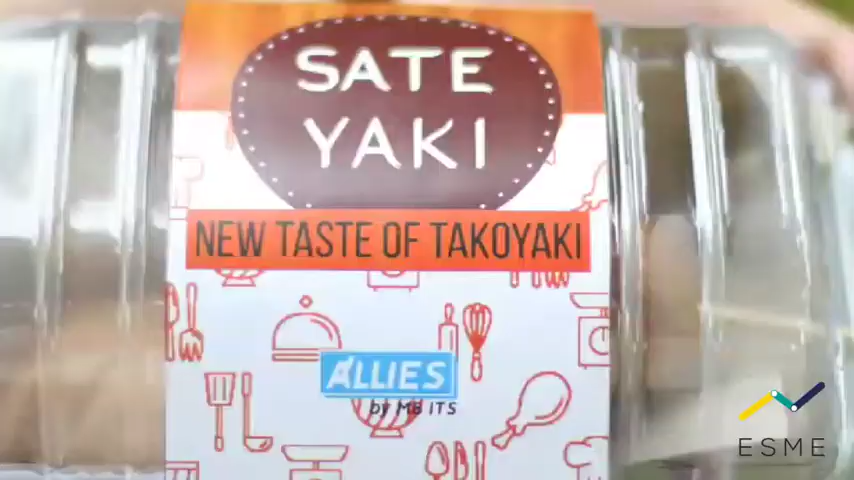 SATE
YAKI
NEW TASTE OF TAKOYAKI
ALLIES
by MB ITS
ESME